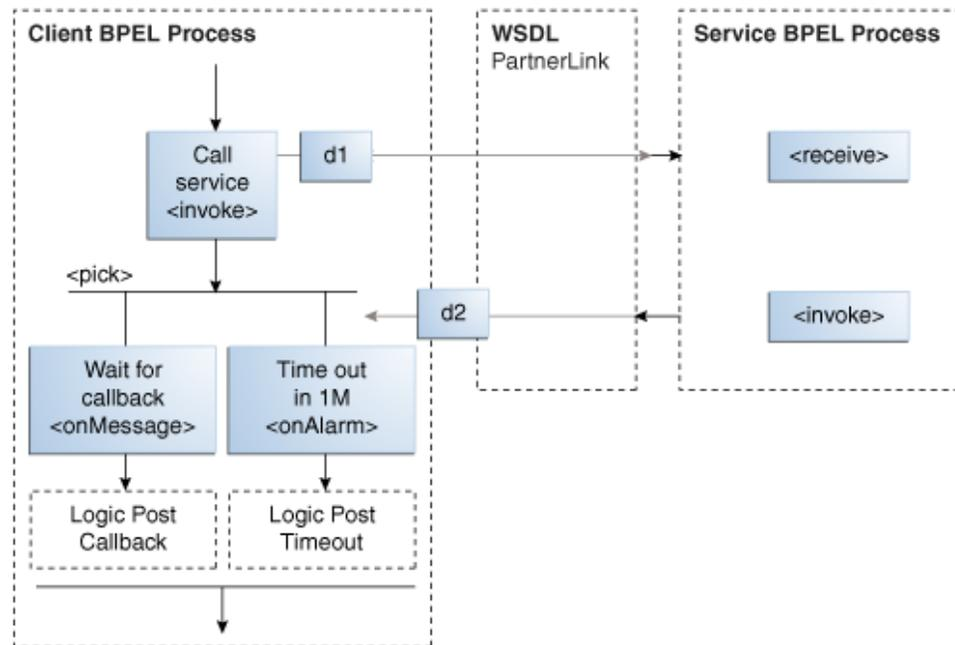 Client BPEL Process
WSDL
PartnerLink
Service BPEL Process
Call
service
<invoke>
d1
<receive>
<pick>
d2
<invoke>
Wait for
callback
<onMessage>
Time out
in 1M
<onAlarm>
Logic Post
Callback
Logic Post
Timeout